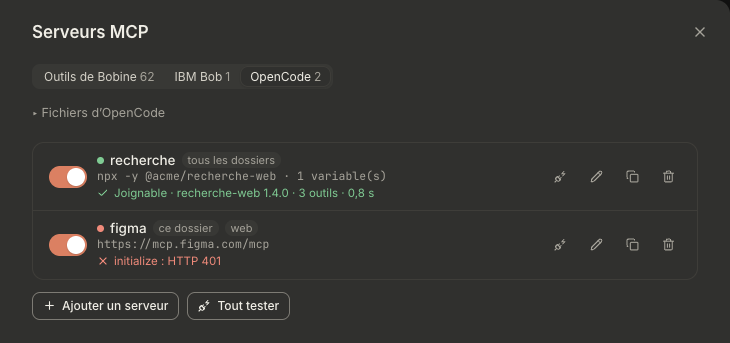 Serveurs MCP
Outils de Bobine 62 IBM Bob 1 OpenCode 2
Fichiers d’OpenCode
recherche tous les dossiers
npx -y @acme/recherche-web · 1 variable(s)
Joignable · recherche-web 1.4.0 · 3 outils · 0,8 s
figma ce dossier web
https://mcp.figma.com/mcp
initialize : HTTP 401
Ajouter un serveur Tout tester